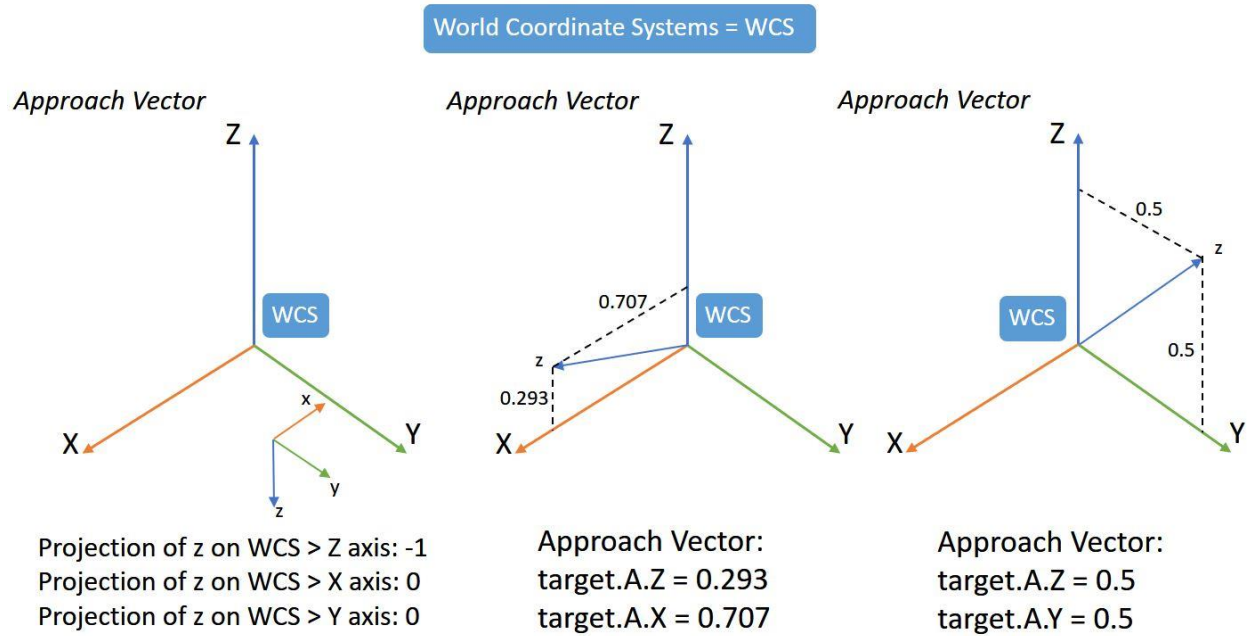 World Coordinate Systems = WCS
Approach Vector
Z
WCS
X
Y
x
y
z
Projection of z on WCS > Z axis: -1
Projection of z on WCS > X axis: 0
Projection of z on WCS > Y axis: 0
Approach Vector
Z
0.707
WCS
z
0.293
X
Y
Approach Vector:
target.A.Z = 0.293
target.A.X = 0.707
Approach Vector
Z
0.5
z
WCS
0.5
X
Y
Approach Vector:
target.A.Z = 0.5
target.A.Y = 0.5